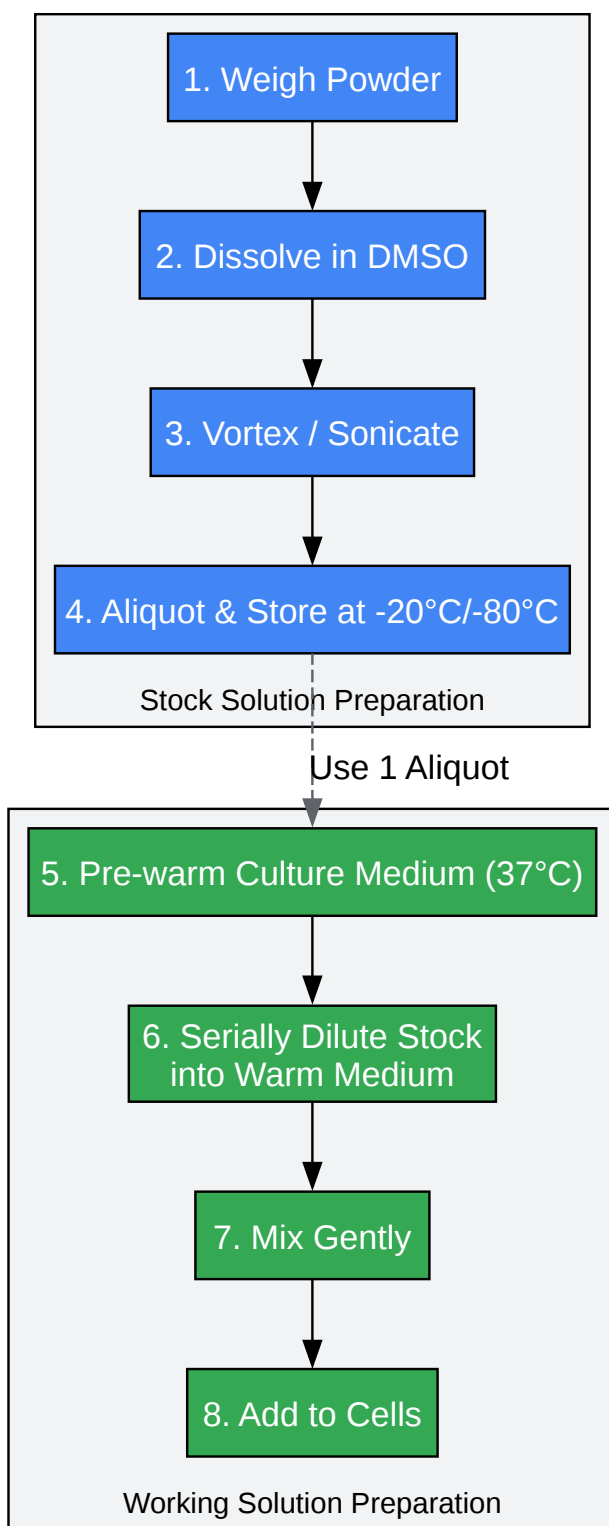 1. Weigh Powder
2. Dissolve in DMSO
3. Vortex / Sonicate
4. Aliquot & Store at -20°C/-80°C
Stock Solution Preparation
Use 1 Aliquot
5. Pre-warm Culture Medium (37°C)
6. Serially Dilute Stock
into Warm Medium
7. Mix Gently
8. Add to Cells
Working Solution Preparation